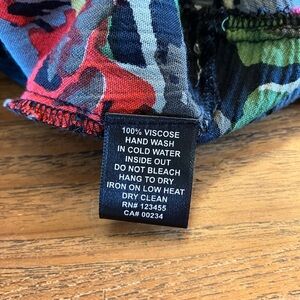 100% VISCOSE
HAND WASH
IN COLD WATER
INSIDE OUT
DO NOT BLEACH
HANG TO DRY
IRON ON LOW HEAT
DRY CLEAN
RN# 123455
CA# 00234